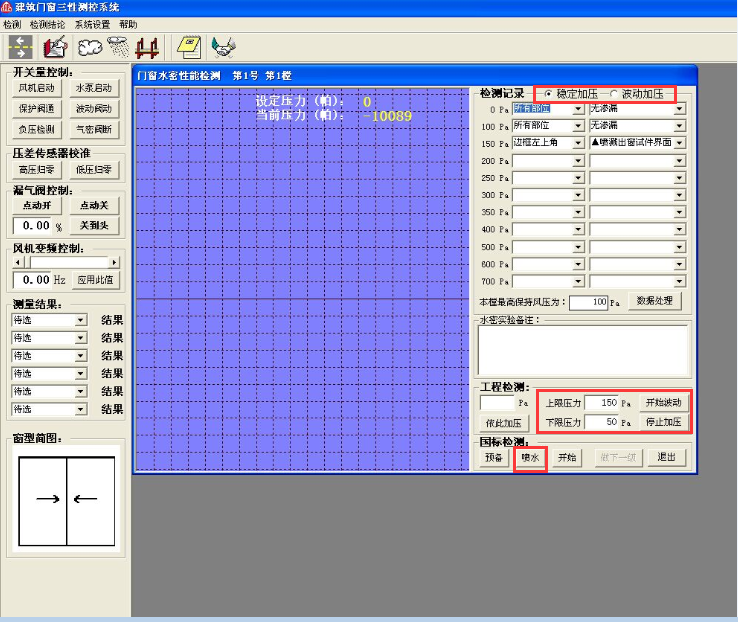 建筑门窗三性测控系统
检测 检测结论 系统设置 帮助
开关量控制:
风机启动 水泵启动
保护阀通 波动阀动
负压检测 气密阀断
压差传感器校准
高压归零 低压归零
漏气阀控制:
点动开 点动关
0.00 % 关到头
风机变频控制:
0.00 Hz 应用此值
测量结果:
待选 结果
待选 结果
待选 结果
待选 结果
待选 结果
待选 结果
窗型简图:
门窗水密性能检测 第1号 第1樘
设定压力(帕): 0
当前压力(帕): -10089
检测记录 稳定加压 波动加压
0 Pa 所有部位 无渗漏
100 Pa 所有部位 无渗漏
150 Pa 边框左上角 ▲喷溅出窗试件界面
200 Pa
250 Pa
300 Pa
350 Pa
400 Pa
500 Pa
600 Pa
700 Pa
本樘最高保持风压为: 100 Pa 数据处理
水密实验备注:
工程检测:
Pa 上限压力 150 Pa 开始波动
依此加压 下限压力 50 Pa 停止加压
国标检测:
预备 喷水 开始 做下一级 退出